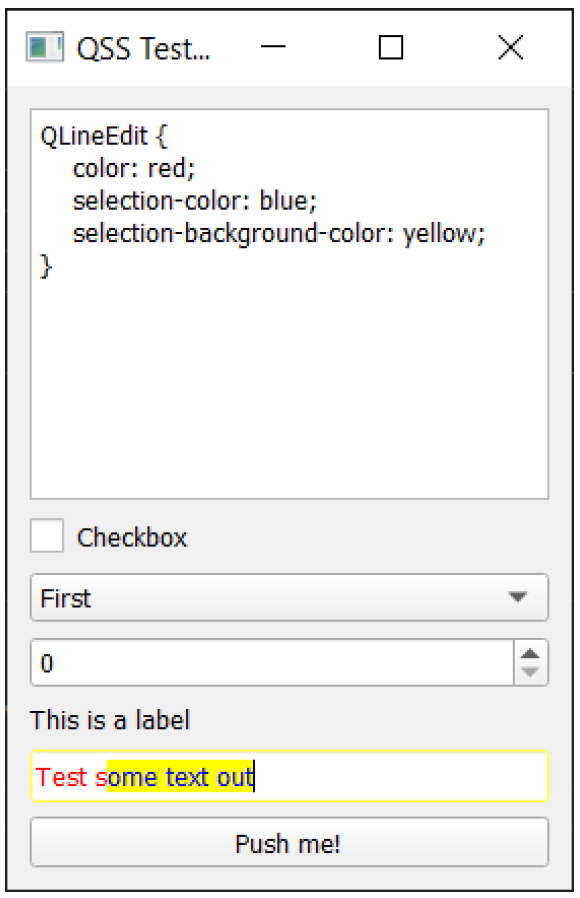 QSS Test...
QLineEdit {
    color: red;
    selection-color: blue;
    selection-background-color: yellow;
}
Checkbox
First
0
This is a label
Test some text out
Push me!